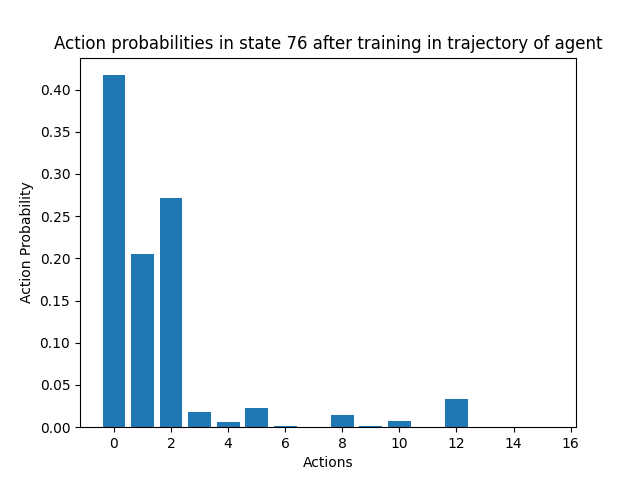 Action probabilities in state 76 after training in trajectory of agent
0.40
0.35
0.30
0.25
0.20
0.15
0.10
0.05
0.00
Action Probability
0 2 4 6 8 10 12 14 16
Actions